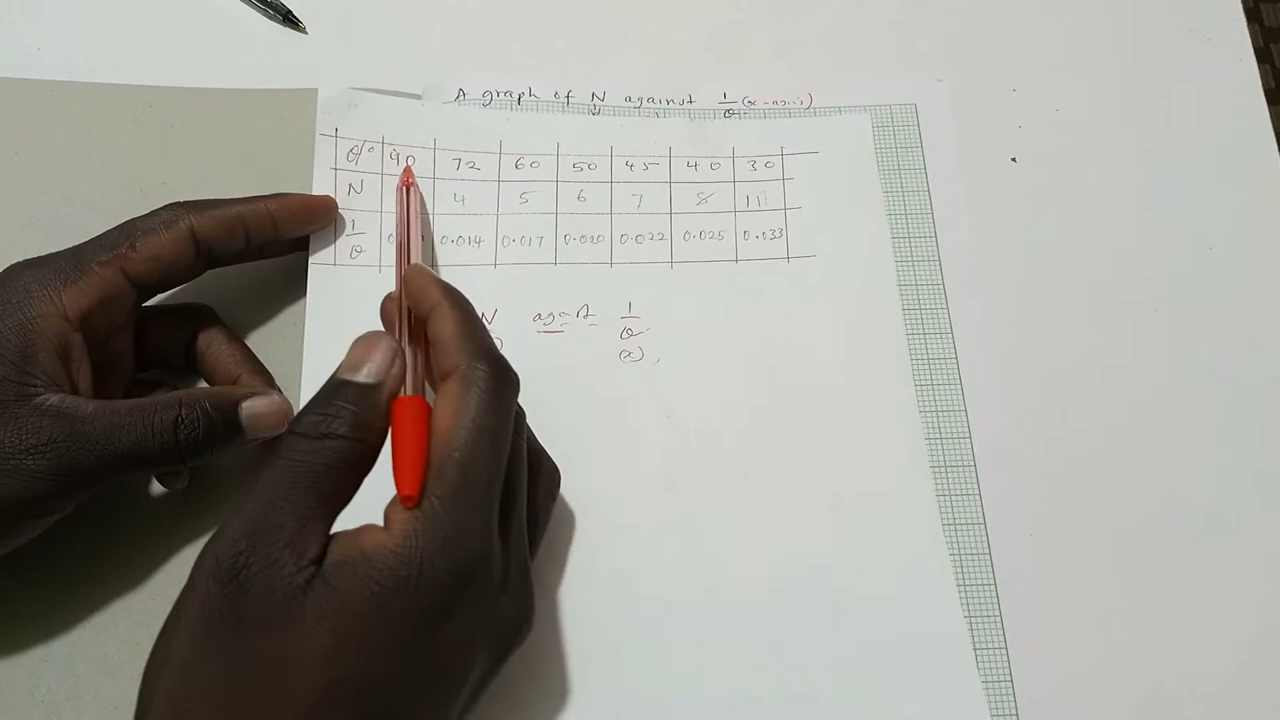 A graph of N against 1/θ (x-axis)
θ/° 90 72 60 50 45 40 30
N 4 5 6 7 8 11
1/θ 0.014 0.017 0.020 0.022 0.025 0.033
N 1/θ
(x)